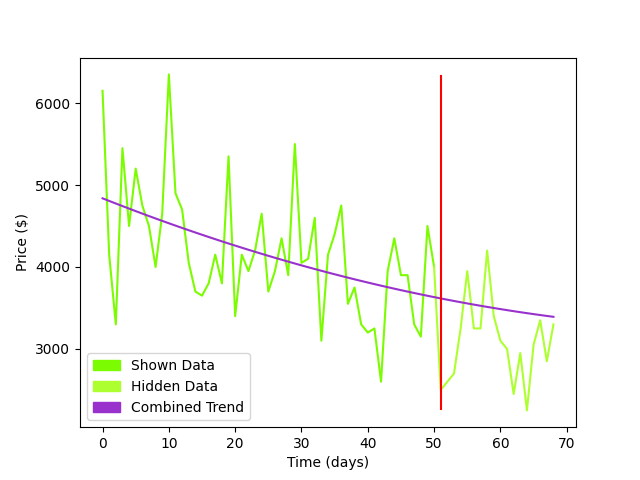 6000
5000
4000
3000
Price ($)
Shown Data
Hidden Data
Combined Trend
0 10 20 30 40 50 60 70
Time (days)